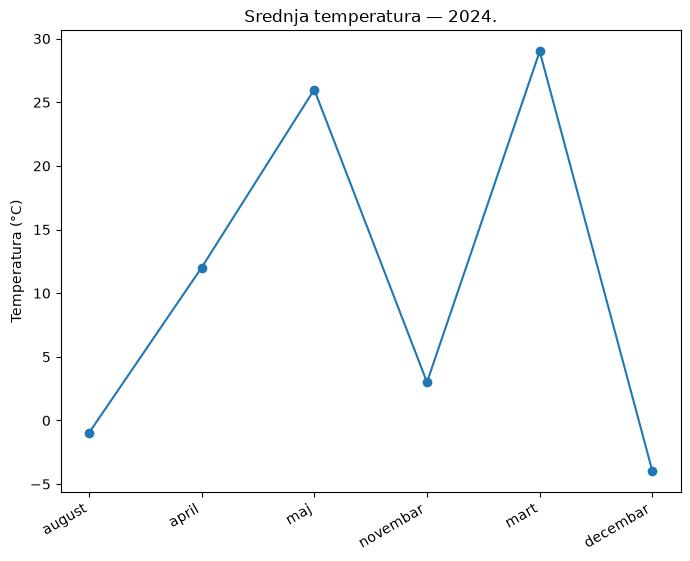 Srednja temperatura — 2024.
Temperatura (°C)
30
25
20
15
10
5
0
−5
august
april
maj
novembar
mart
decembar